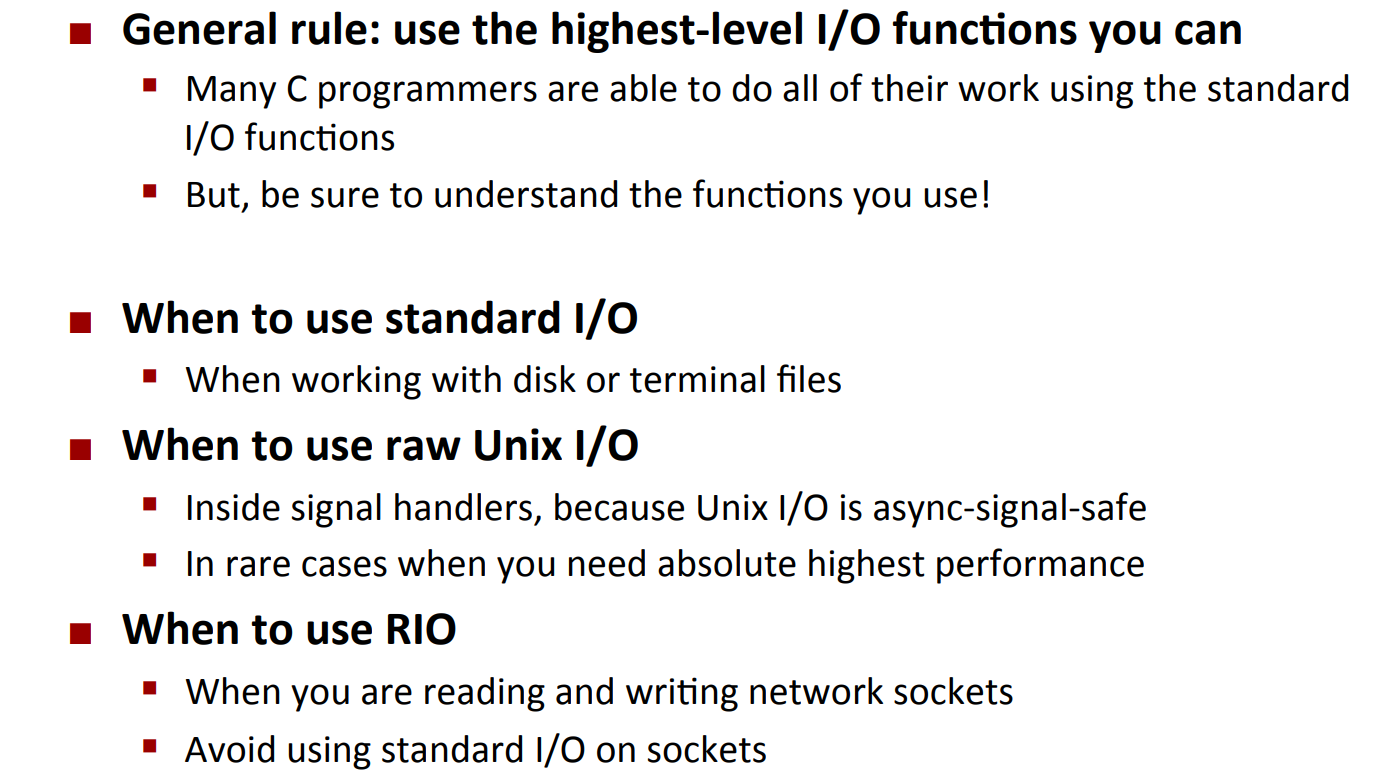 General rule: use the highest-level I/O functions you can
Many C programmers are able to do all of their work using the standard
I/O functions
But, be sure to understand the functions you use!
When to use standard I/O
When working with disk or terminal files
When to use raw Unix I/O
Inside signal handlers, because Unix I/O is async-signal-safe
In rare cases when you need absolute highest performance
When to use RIO
When you are reading and writing network sockets
Avoid using standard I/O on sockets